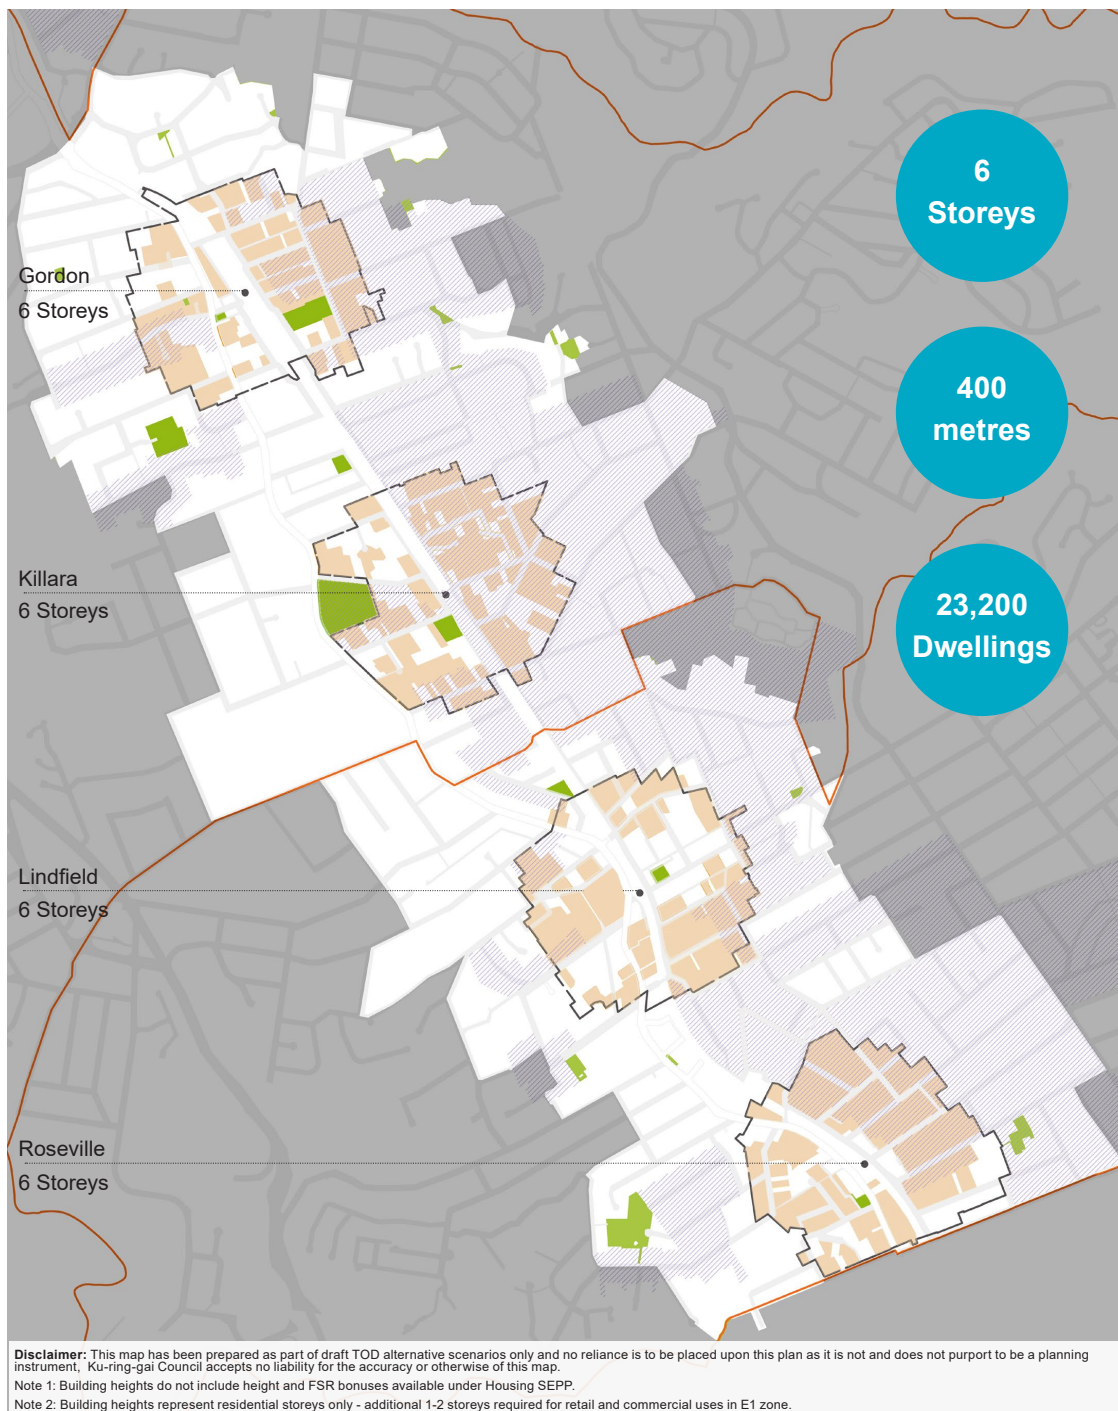 6
Storeys
400
metres
23,200
Dwellings
Gordon
6 Storeys
Killara
6 Storeys
Lindfield
6 Storeys
Roseville
6 Storeys
Disclaimer: This map has been prepared as part of draft TOD alternative scenarios only and no reliance is to be placed upon this plan as it is not and does not purport to be a planning
instrument, Ku-ring-gai Council accepts no liability for the accuracy or otherwise of this map.
Note 1: Building heights do not include height and FSR bonuses available under Housing SEPP.
Note 2: Building heights represent residential storeys only - additional 1-2 storeys required for retail and commercial uses in E1 zone.